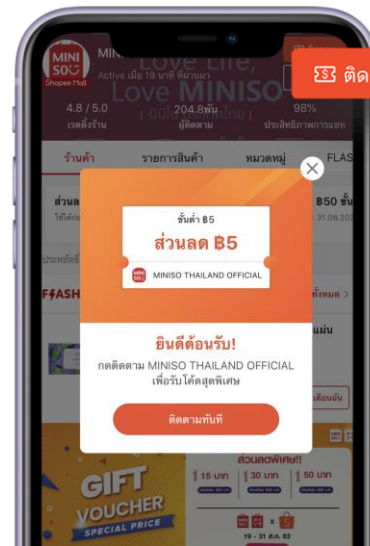 MINI
SOU
MIN
Love Life,
Love MINISO
Shopee Mall
Active เมื่อ 19 นาที ที่ผ่านมา
ติด
4.8 / 5.0
204.8พัน
98%
เรตติ้งร้าน
ผู้ติดตาม
ประสิทธิภาพการแชท
ร้านค้า
รายการสินค้า
หมวดหมู่
FLAS
ส่วนล
฿50 ขั้น
31.08.202
ขั้นต่ำ ฿5
ส่วนลด ฿5
MINISO THAILAND OFFICIAL
FLASH
ทั้งหมด >
ยินดีต้อนรับ!
กดติดตาม MINISO THAILAND OFFICIAL
เพื่อรับโค้ดสุดพิเศษ
ติดตามทันที
GIFT
VOUCHER
SPECIAL PRICE
ส่วนลดพิเศษ!!
15 บาท
30 บาท
50 บาท
x
19 - 31 ส.ค. 63